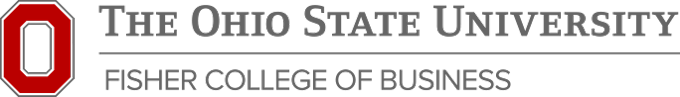 THE OHIO STATE UNIVERSITY
FISHER COLLEGE OF BUSINESS